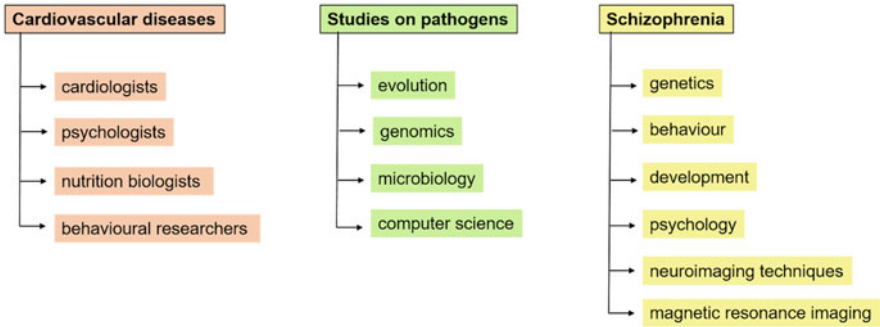 Cardiovascular diseases
cardiologists
psychologists
nutrition biologists
behavioural researchers
Studies on pathogens
evolution
genomics
microbiology
computer science
Schizophrenia
genetics
behaviour
development
psychology
neuroimaging techniques
magnetic resonance imaging